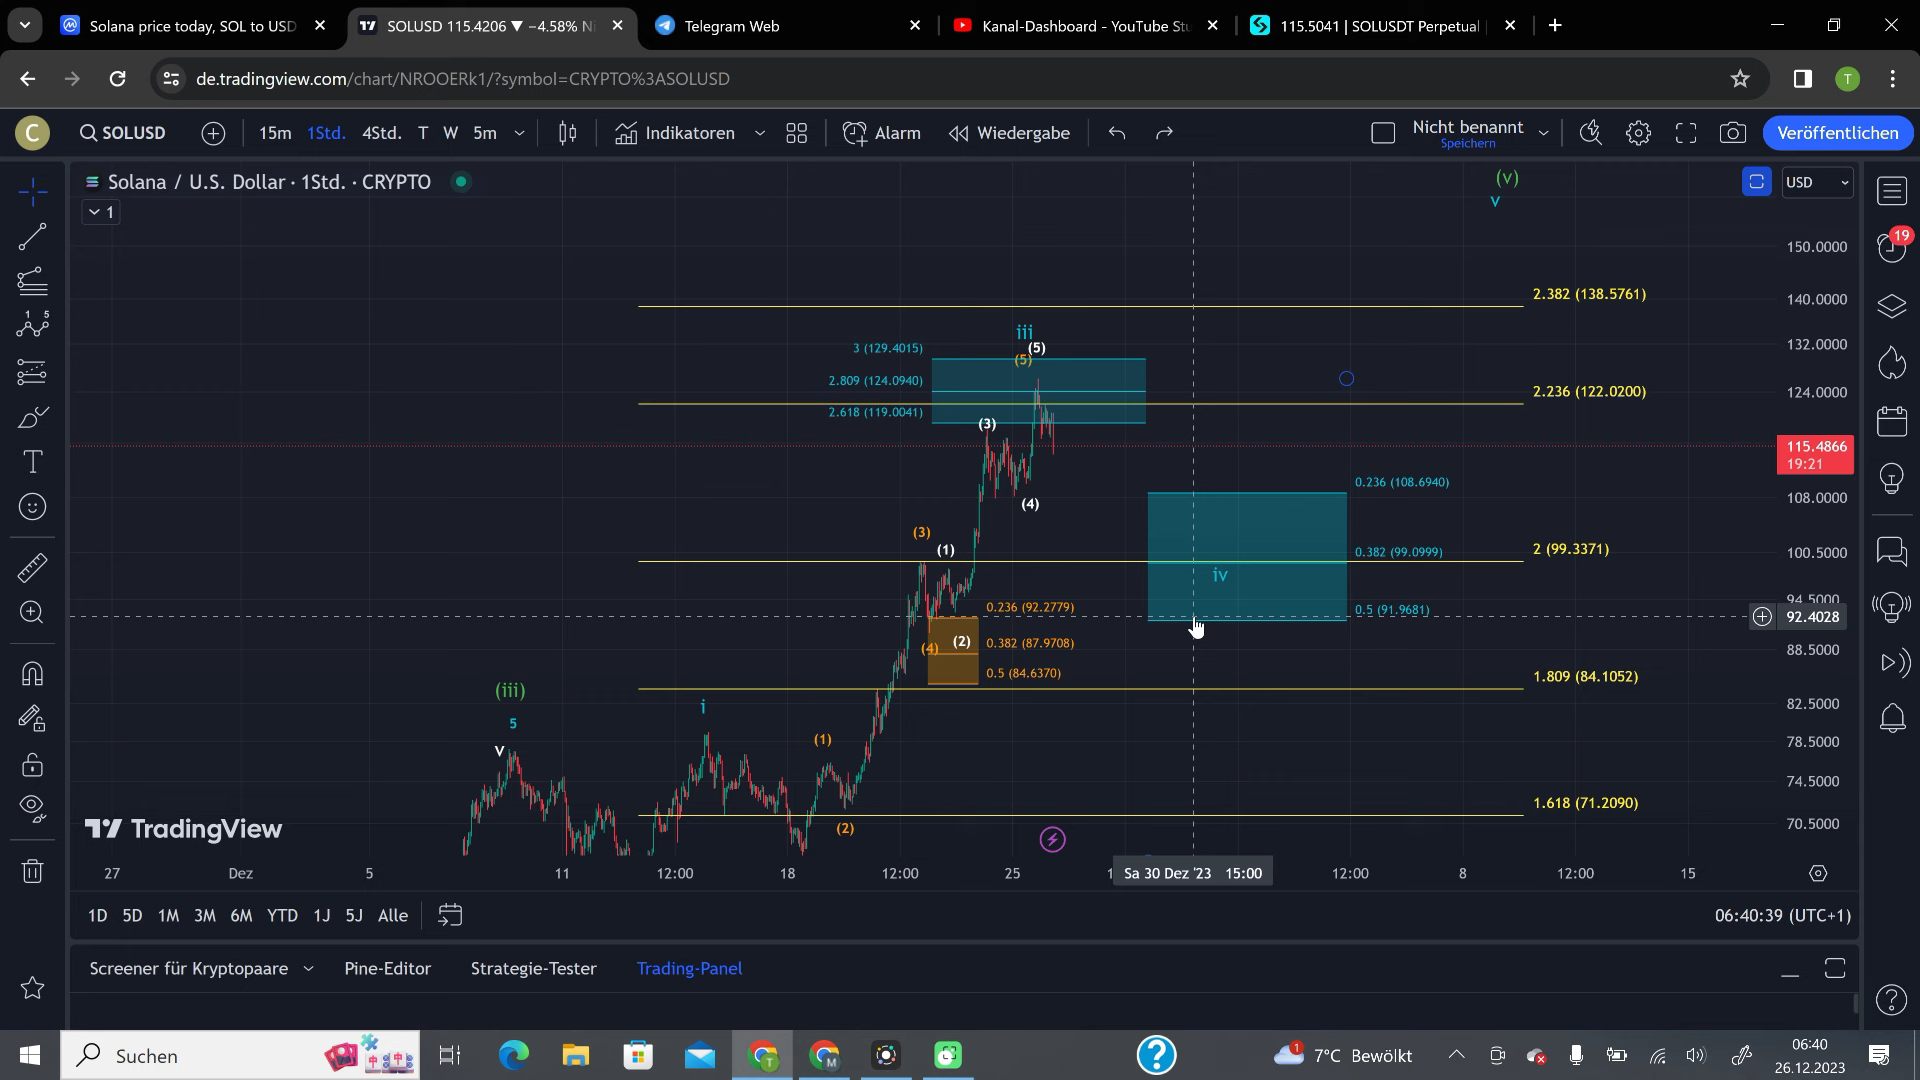 Solana price today, SOL to USD
SOLUSD 115.4206 ▼ −4.58% Ni
Telegram Web
Kanal-Dashboard - YouTube Stu
115.5041 | SOLUSDT Perpetual
de.tradingview.com/chart/NROOERk1/?symbol=CRYPTO%3ASOLUSD
T
C
SOLUSD
15m 1Std. 4Std. T W 5m
Indikatoren
Alarm
Wiedergabe
Nicht benannt
Speichern
Veröffentlichen
Solana / U.S. Dollar · 1Std. · CRYPTO
1
USD
19
(v)
v
150.0000
2.382 (138.5761)
140.0000
iii
(5)
(5)
3 (129.4015)
132.0000
2.809 (124.0940)
2.236 (122.0200)
124.0000
2.618 (119.0041)
(3)
115.4866
19:21
0.236 (108.6940)
108.0000
(4)
(3)
(1)
0.382 (99.0999)
2 (99.3371)
100.5000
iv
94.5000
0.236 (92.2779)
0.5 (91.9681)
92.4028
(4)
(2)
0.382 (87.9708)
88.5000
0.5 (84.6370)
1.809 (84.1052)
(iii)
5
v
i
82.5000
(1)
78.5000
74.5000
1.618 (71.2090)
(2)
70.5000
TradingView
27 Dez 5 11 12:00 18 12:00 25 1 Sa 30 Dez '23 15:00 12:00 8 12:00 15
1D 5D 1M 3M 6M YTD 1J 5J Alle
06:40:39 (UTC+1)
Screener für Kryptopaare
Pine-Editor
Strategie-Tester
Trading-Panel
Suchen
T
M
1
7°C Bewölkt
06:40
26.12.2023